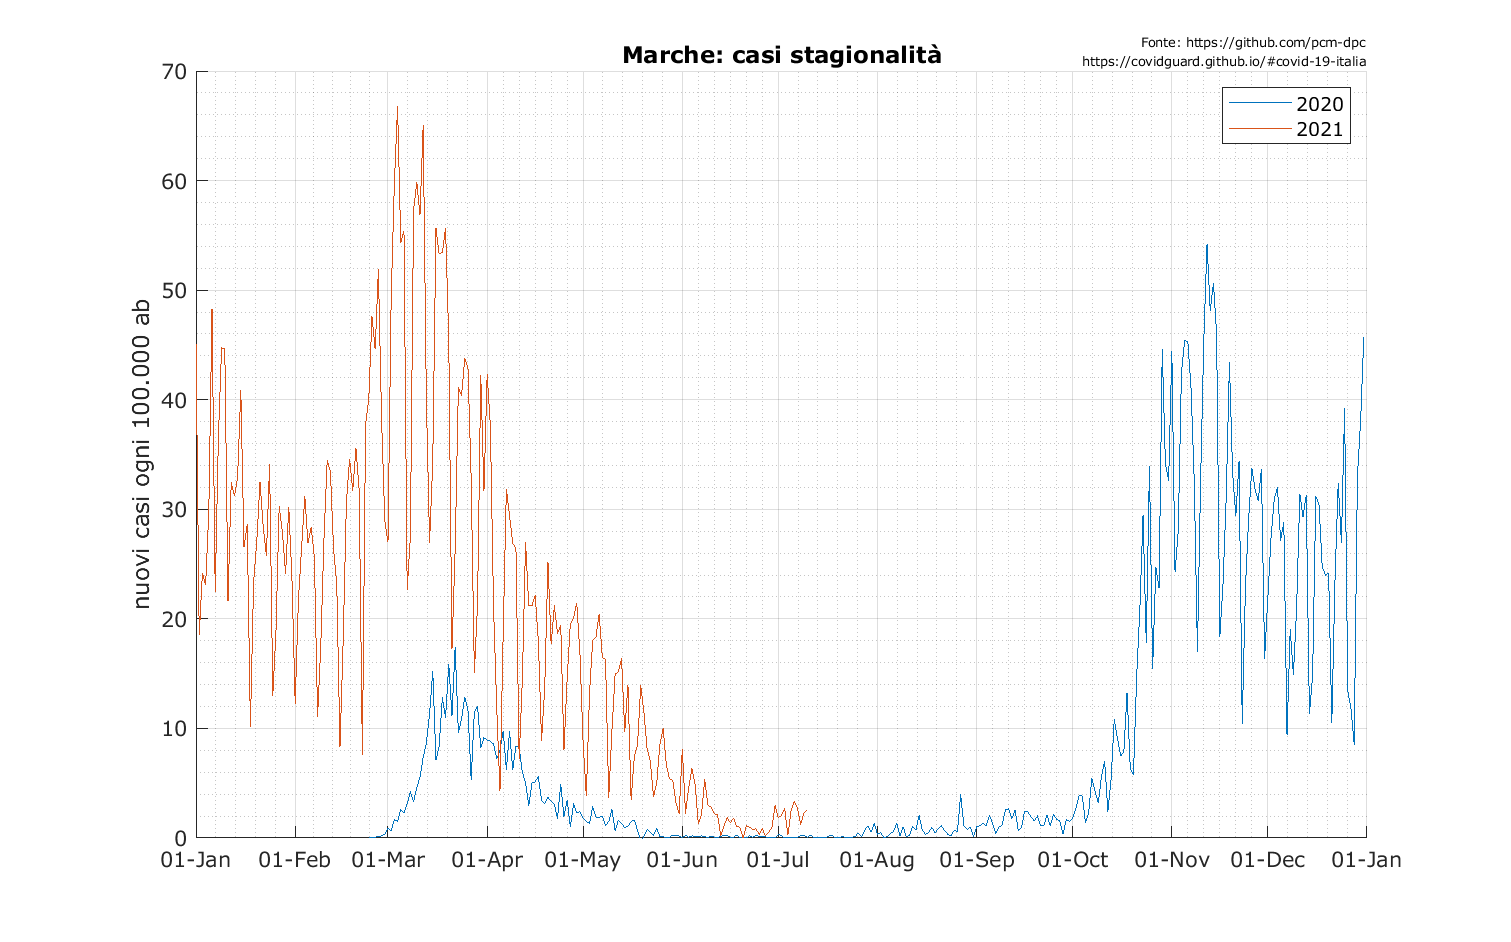 Fonte: https://github.com/pcm-dpc
https://covidguard.github.io/#covid-19-italia
Marche: casi stagionalità
2020
2021
nuovi casi ogni 100.000 ab
70
60
50
40
30
20
10
0
01-Jan 01-Feb 01-Mar 01-Apr 01-May 01-Jun 01-Jul 01-Aug 01-Sep 01-Oct 01-Nov 01-Dec 01-Jan